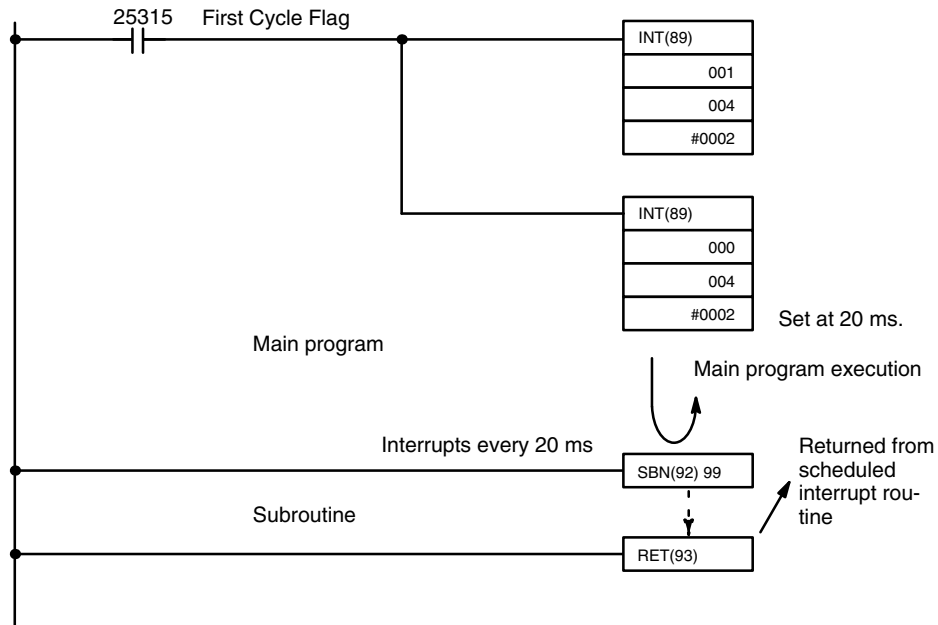 25315 First Cycle Flag
INT(89)
001
004
#0002
INT(89)
000
004
#0002
Set at 20 ms.
Main program
Main program execution
Interrupts every 20 ms
SBN(92) 99
Returned from
scheduled
interrupt rou-
tine
Subroutine
RET(93)